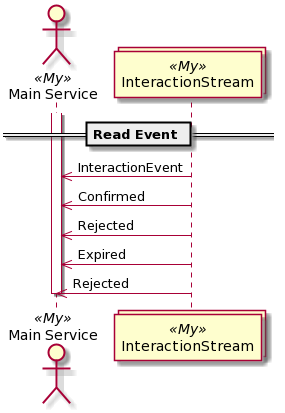 «My»
Main Service
«My»
InteractionStream
Read Event
InteractionEvent
Confirmed
Rejected
Expired
Rejected
«My»
Main Service
«My»
InteractionStream